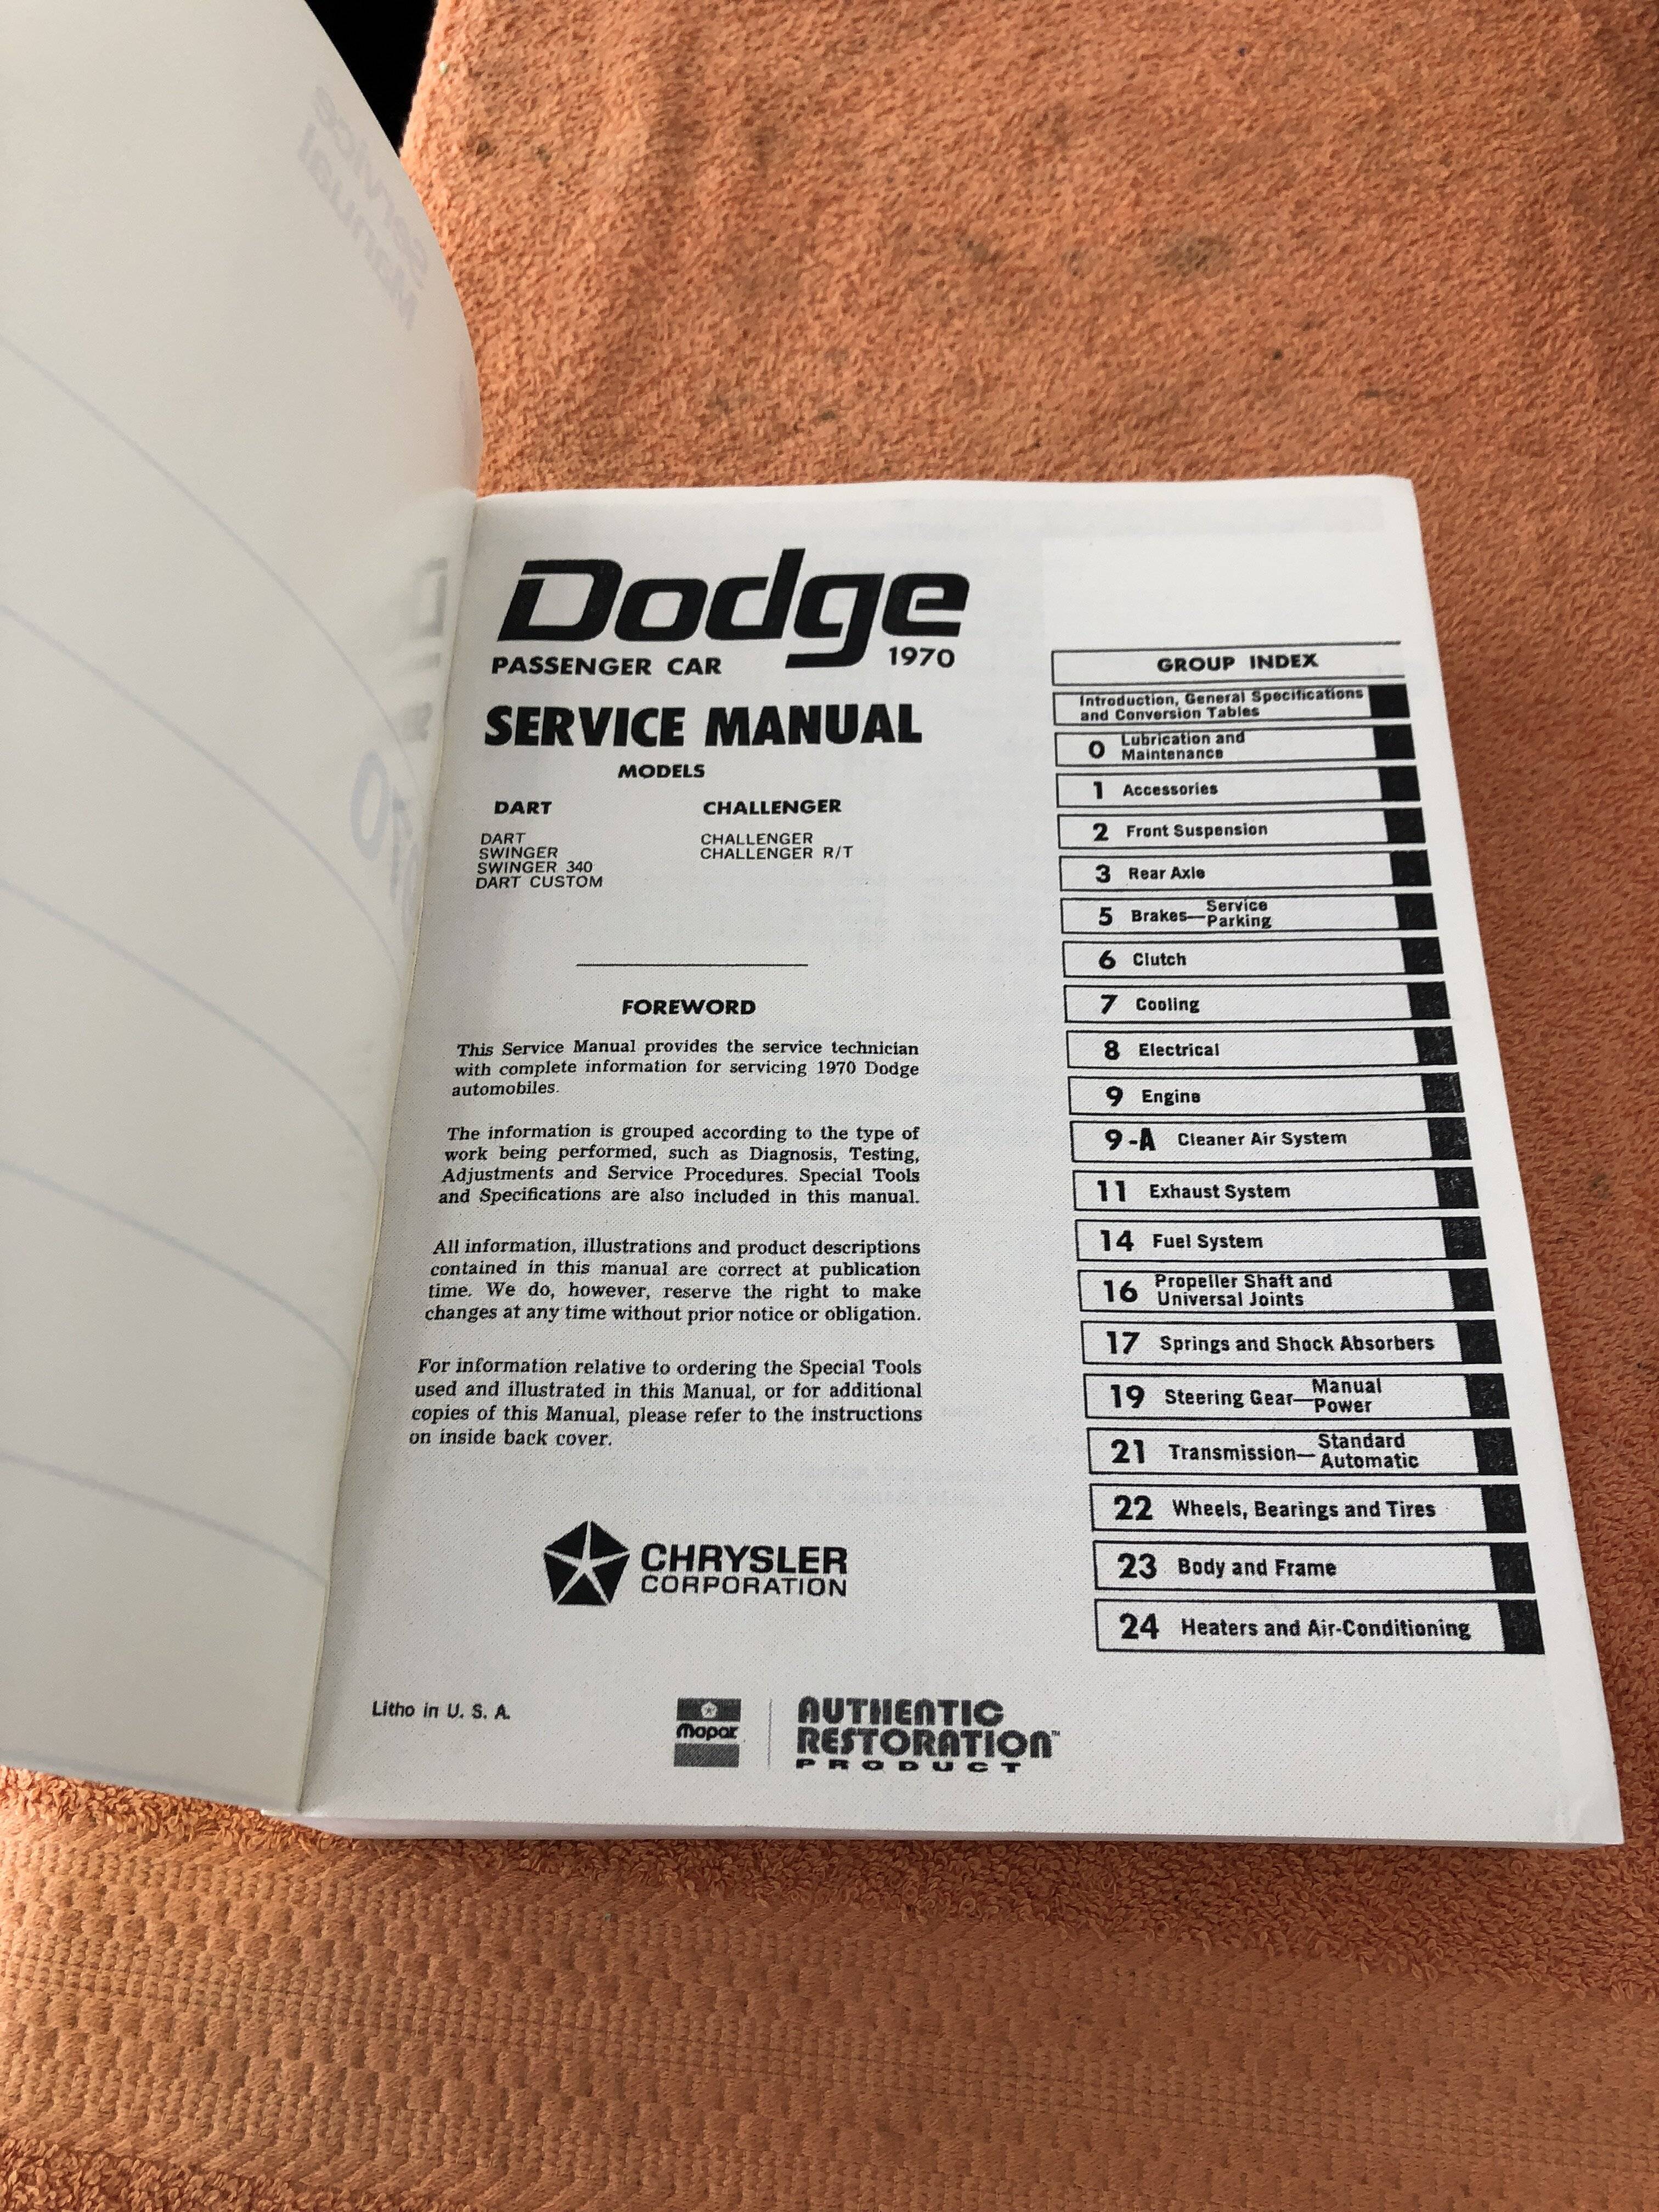 Service
Manual
Dodge
PASSENGER CAR 1970
SERVICE MANUAL
MODELS
DART
DART
SWINGER
SWINGER 340
DART CUSTOM
CHALLENGER
CHALLENGER
CHALLENGER R/T
FOREWORD
This Service Manual provides the service technician
with complete information for servicing 1970 Dodge
automobiles.
The information is grouped according to the type of
work being performed, such as Diagnosis, Testing,
Adjustments and Service Procedures. Special Tools
and Specifications are also included in this manual.
All information, illustrations and product descriptions
contained in this manual are correct at publication
time. We do, however, reserve the right to make
changes at any time without prior notice or obligation.
For information relative to ordering the Special Tools
used and illustrated in this Manual, or for additional
copies of this Manual, please refer to the instructions
on inside back cover.
CHRYSLER
CORPORATION
GROUP INDEX
Introduction, General Specifications
and Conversion Tables
0 Lubrication and
Maintenance
1 Accessories
2 Front Suspension
3 Rear Axle
5 Brakes—Service
Parking
6 Clutch
7 Cooling
8 Electrical
9 Engine
9-A Cleaner Air System
11 Exhaust System
14 Fuel System
16 Propeller Shaft and
Universal Joints
17 Springs and Shock Absorbers
19 Steering Gear—Manual
Power
21 Transmission—Standard
Automatic
22 Wheels, Bearings and Tires
23 Body and Frame
24 Heaters and Air-Conditioning
Litho in U. S. A.
Mopar
AUTHENTIC
RESTORATION™
PRODUCT